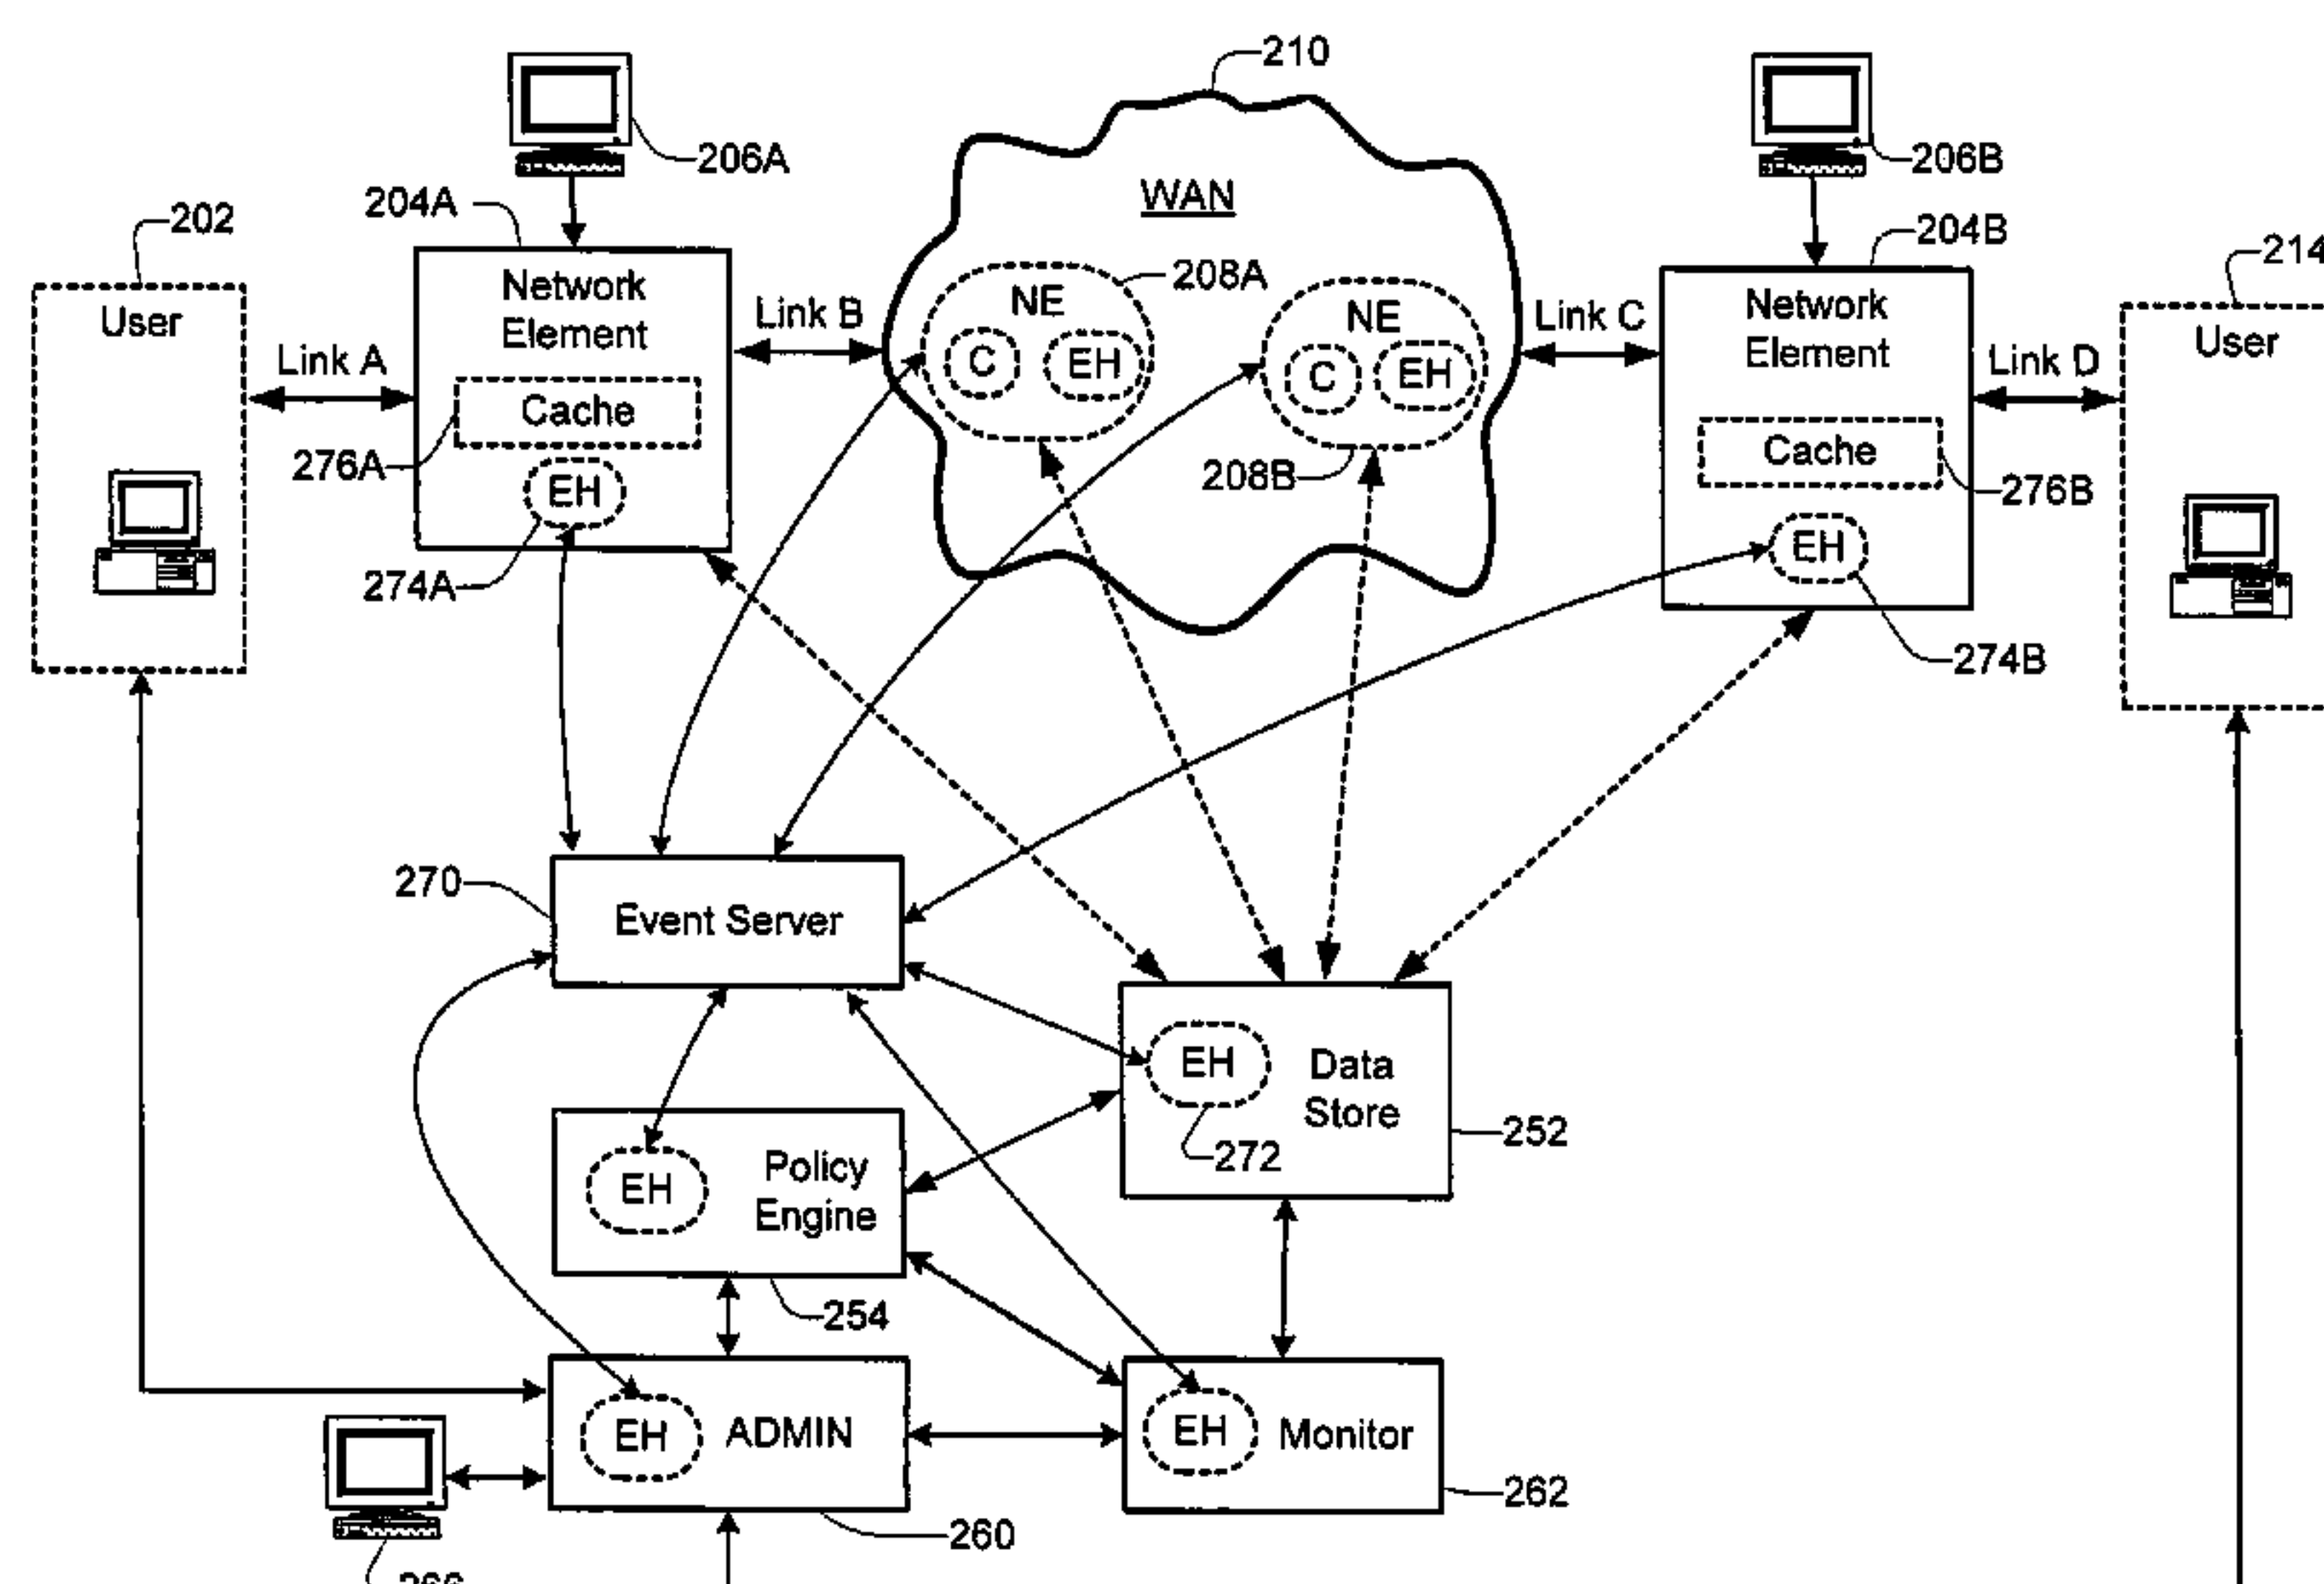 210
206A
206B
WAN
204A
202
204B
214
User
Network
Element
Link B
208A
NE
C
EH
NE
C
EH
208B
Link C
Network
Element
Link D
User
Link A
Cache
276A
EH
274A
Cache
276B
EH
274B
270
Event Server
EH
Data
Store
272
252
EH
Policy
Engine
254
EH
ADMIN
EH
Monitor
262
260
266